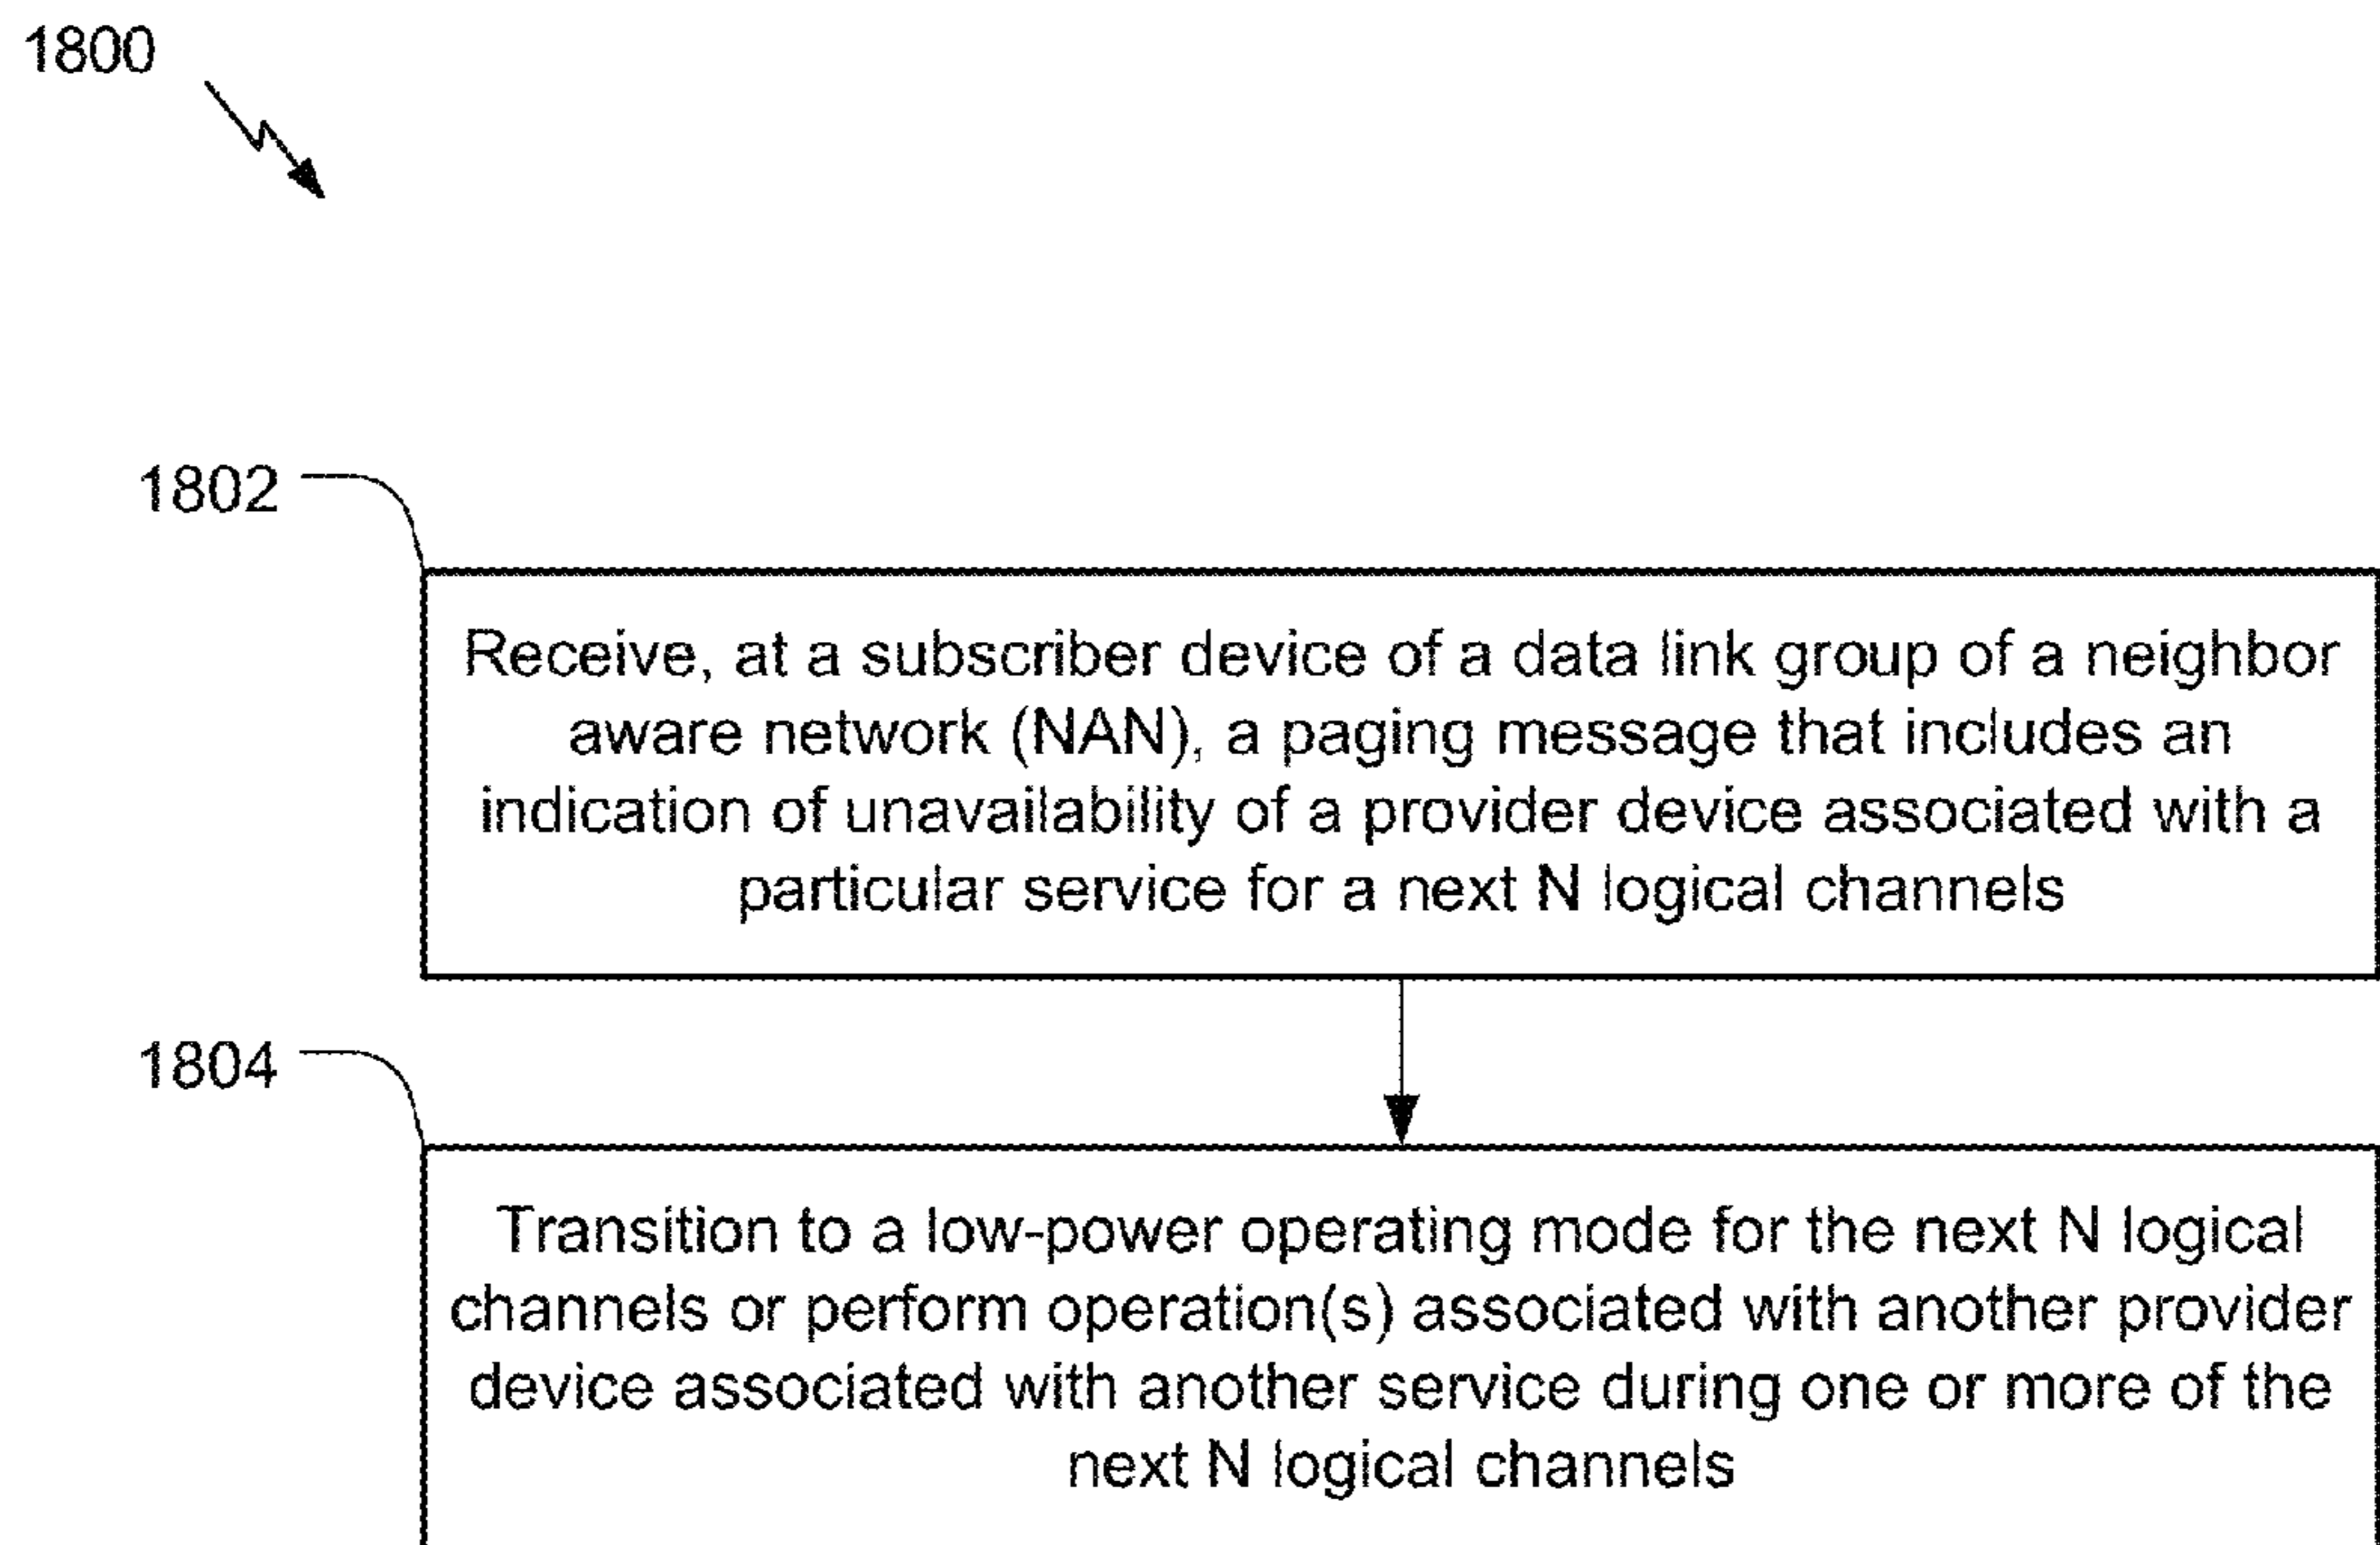 1800
1802
Receive, at a subscriber device of a data link group of a neighbor
aware network (NAN), a paging message that includes an
indication of unavailability of a provider device associated with a
particular service for a next N logical channels
1804
Transition to a low-power operating mode for the next N logical
channels or perform operation(s) associated with another provider
device associated with another service during one or more of the
next N logical channels